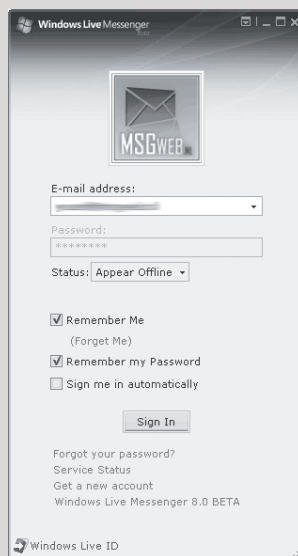 Windows Live Messenger
BETA
MSGWEB.NL
E-mail address:
Password:
********
Status: Appear Offline
Remember Me
(Forget Me)
Remember my Password
Sign me in automatically
Sign In
Forgot your password?
Service Status
Get a new account
Windows Live Messenger 8.0 BETA
Windows Live ID